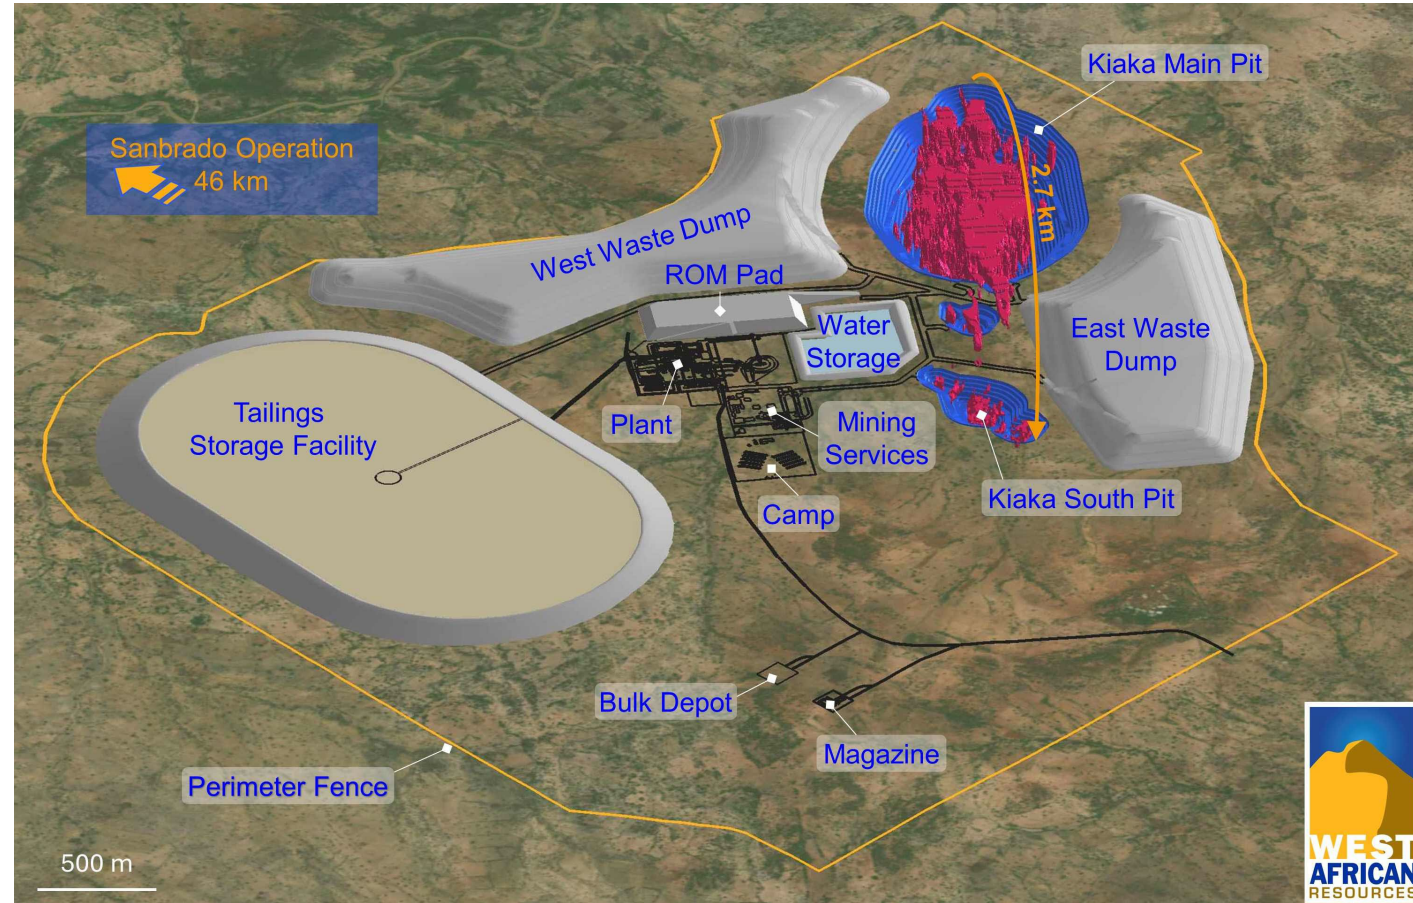 Kiaka Main Pit
Sanbrado Operation
46 km
2.7 km
West Waste Dump
ROM Pad
Water
Storage
East Waste
Dump
Tailings
Storage Facility
Plant
Mining
Services
Kiaka South Pit
Camp
Bulk Depot
Magazine
Perimeter Fence
500 m
WEST
AFRICAN
RESOURCES